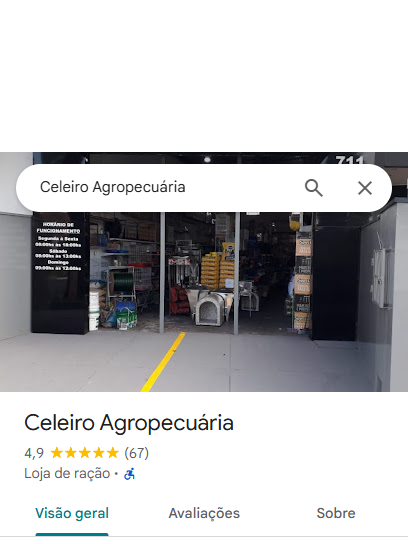 711
Celeiro Agropecuária
HORÁRIO DE
FUNCIONAMENTO
Segunda à Sexta
08:00hs às 18:00hs
Sábado
08:00hs às 13:00hs
Domingo
09:00hs às 12:00hs
Celeiro Agropecuária
4,9 ★★★★★ (67)
Loja de ração ·
Visão geral
Avaliações
Sobre